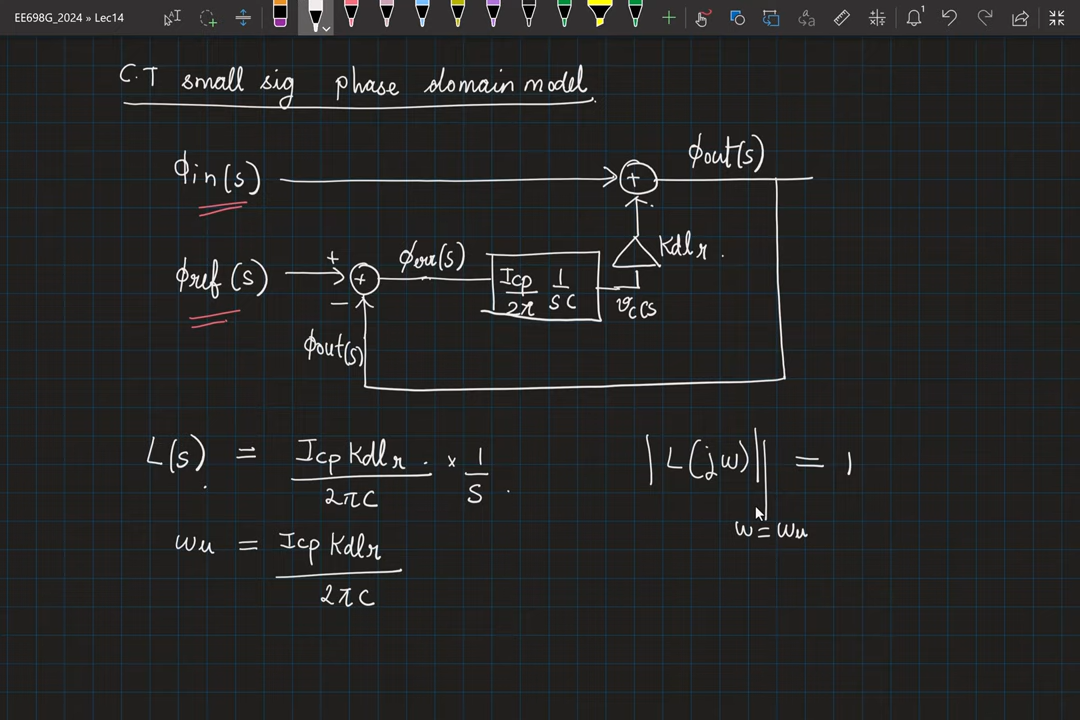 EE698G_2024 » Lec14
C.T small sig phase domain model.
ϕin(s)
+
ϕout(s)
Kdlr.
ϕref(s)
+
−
+
ϕerr(s)
Icp/2π 1/sC
ϕout(s)
L(s) = Icp Kdlr / 2πC × 1/s
|L(jω)| ω=ωu = 1
ωu = Icp Kdlr / 2πC